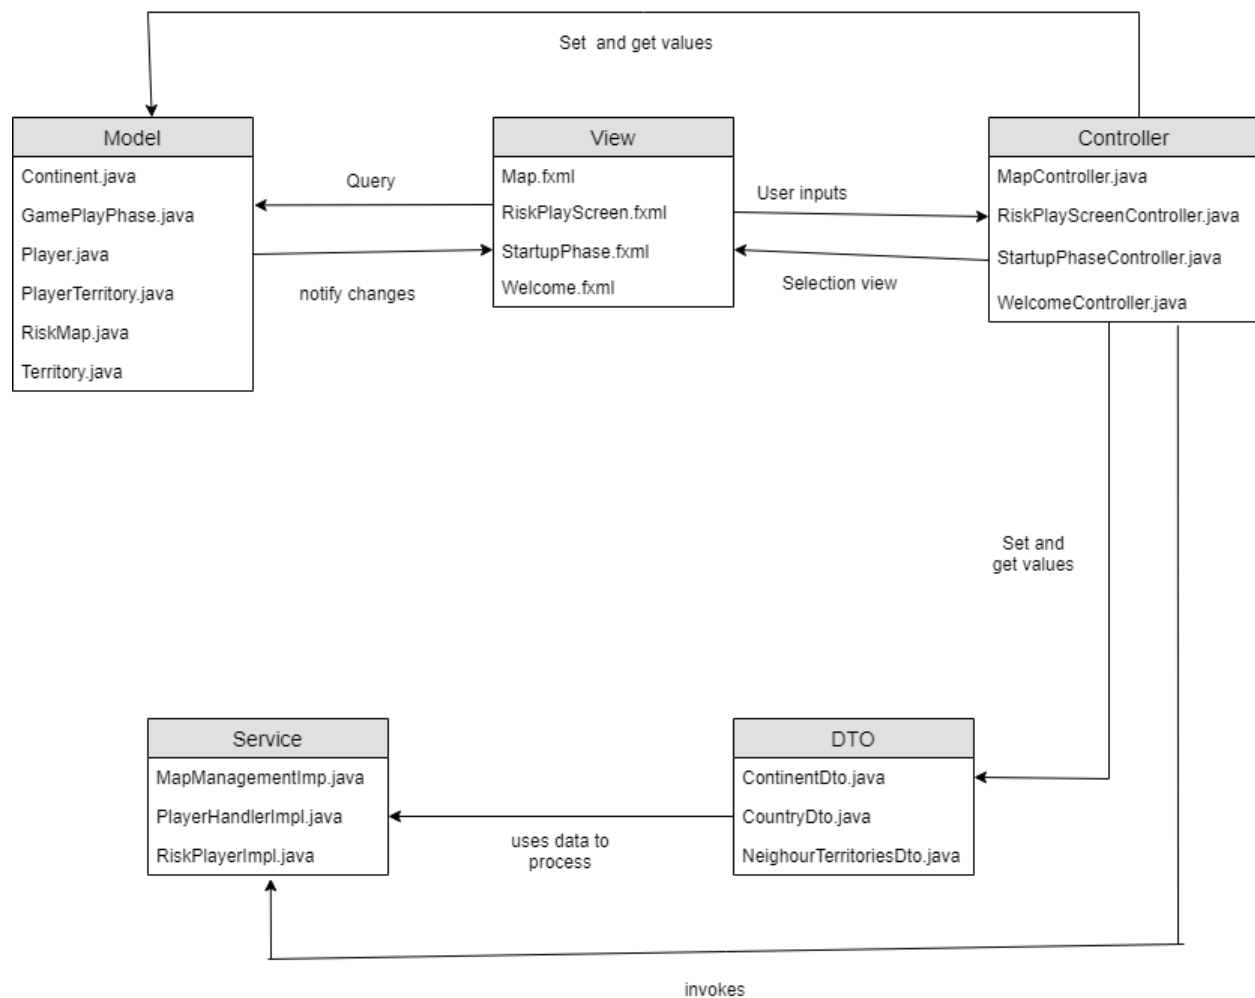 Set and get values
Model
Continent.java
GamePlayPhase.java
Player.java
PlayerTerritory.java
RiskMap.java
Territory.java
Query
notify changes
View
Map.fxml
RiskPlayScreen.fxml
StartupPhase.fxml
Welcome.fxml
User inputs
Selection view
Controller
MapController.java
RiskPlayScreenController.java
StartupPhaseController.java
WelcomeController.java
Set and
get values
Service
MapManagementImp.java
PlayerHandlerImpl.java
RiskPlayerImpl.java
uses data to
process
DTO
ContinentDto.java
CountryDto.java
NeighourTerritoriesDto.java
invokes